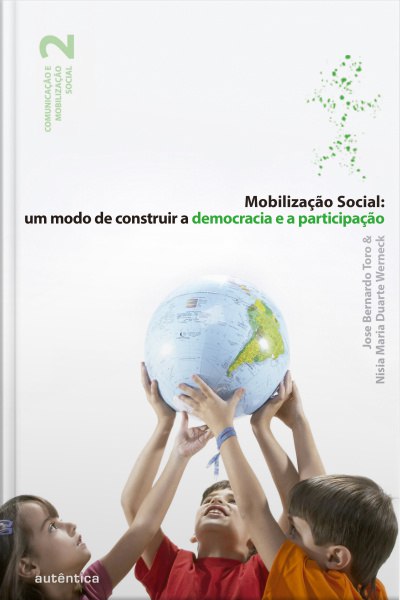 COMUNICAÇÃO E
MOBILIZAÇÃO
SOCIAL
2
Mobilização Social:
um modo de construir a democracia e a participação
Jose Bernardo Toro &
Nisia Maria Duarte Werneck
autêntica